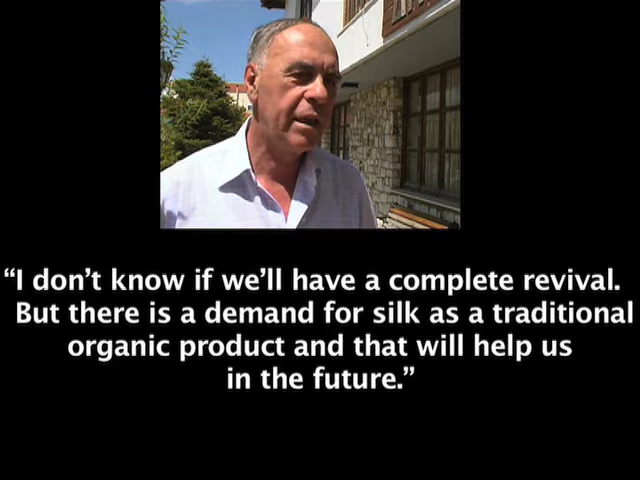 “I don’t know if we’ll have a complete revival.
But there is a demand for silk as a traditional
organic product and that will help us
in the future.”